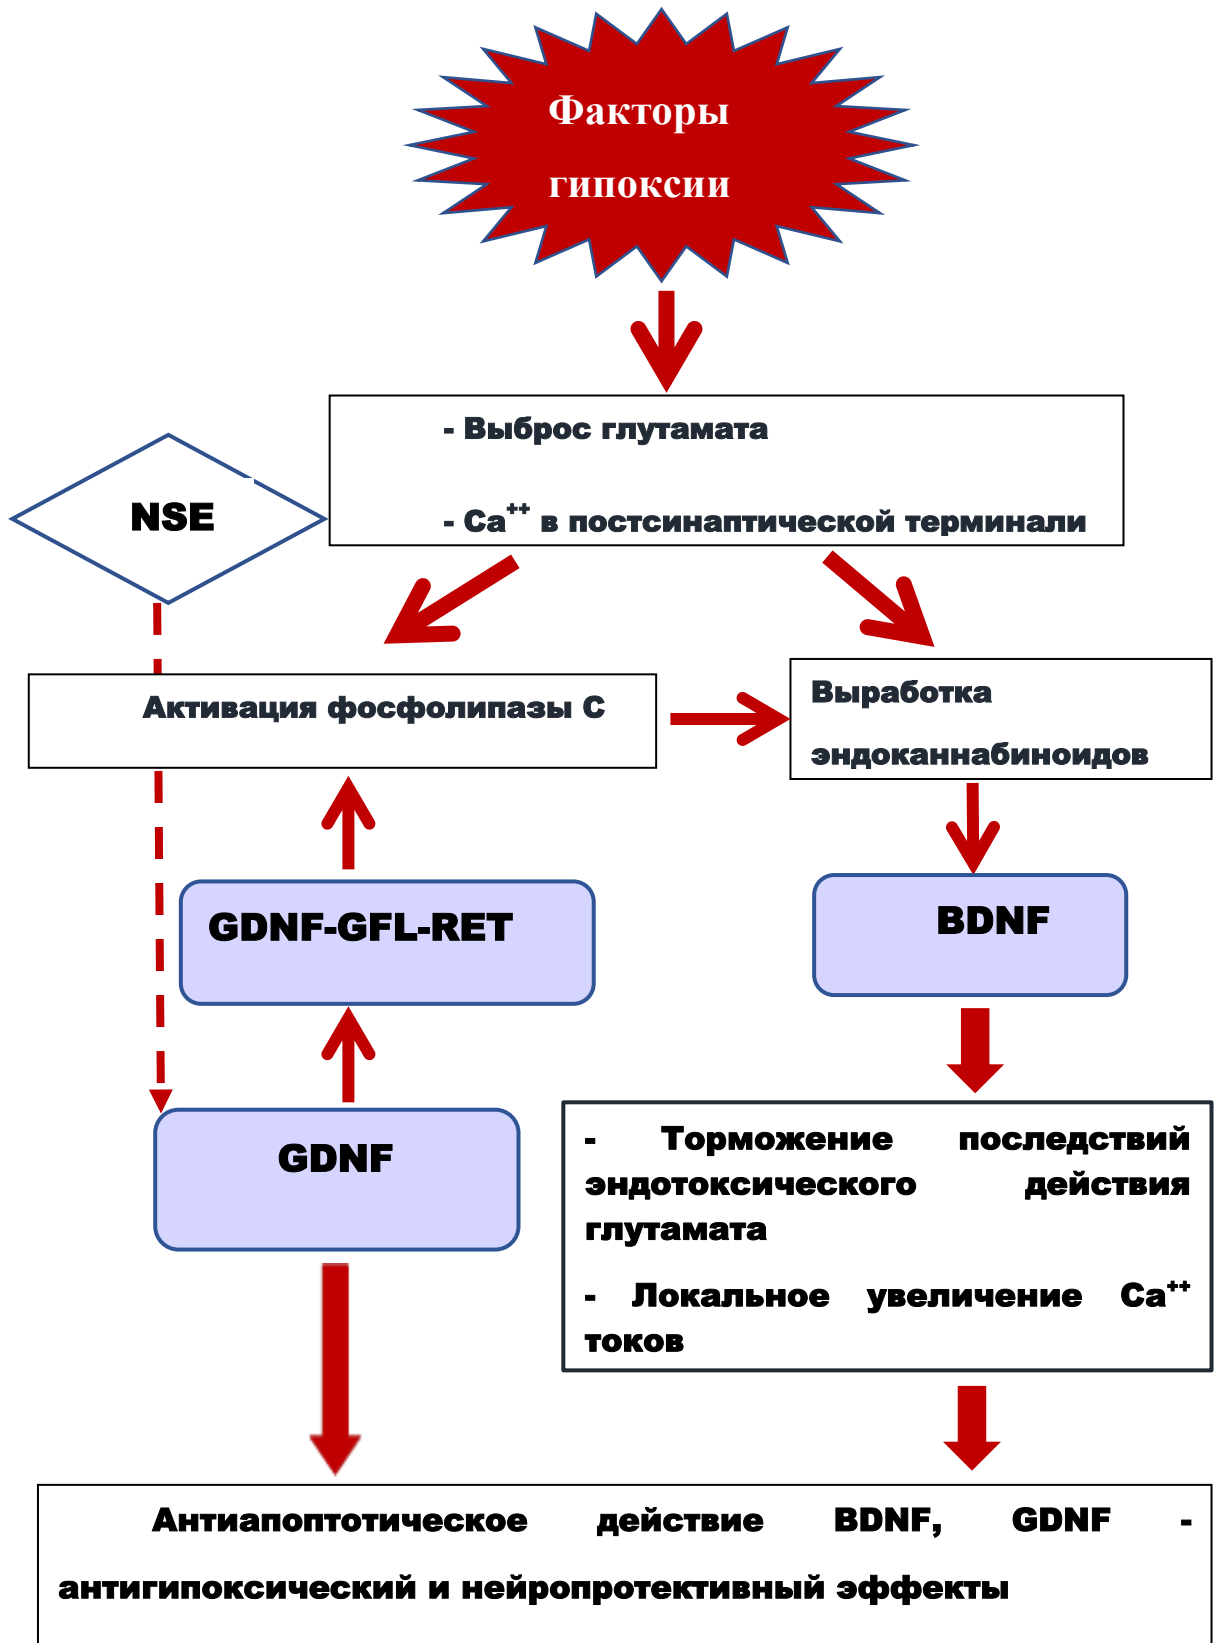 Факторы
гипоксии
- Выброс глутамата
NSE
- Ca⁺⁺ в постсинаптической терминали
Активация фосфолипазы С
Выработка
эндоканнабиноидов
GDNF-GFL-RET
BDNF
GDNF
- Торможение последствий
эндотоксического действия
глутамата
- Локальное увеличение Ca⁺⁺
токов
Антиапоптотическое действие BDNF, GDNF -
антигипоксический и нейропротективный эффекты